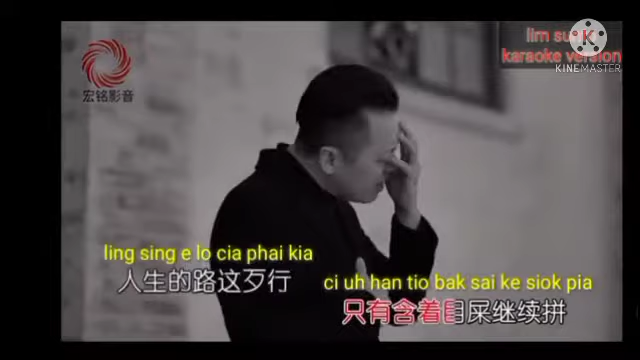 宏铭影音
karaoke version
KINEMASTER
ling sing e lo cia phai kia
人生的路这歹行
ci uh han tio bak sai ke siok pia
只有含着目屎继续拼